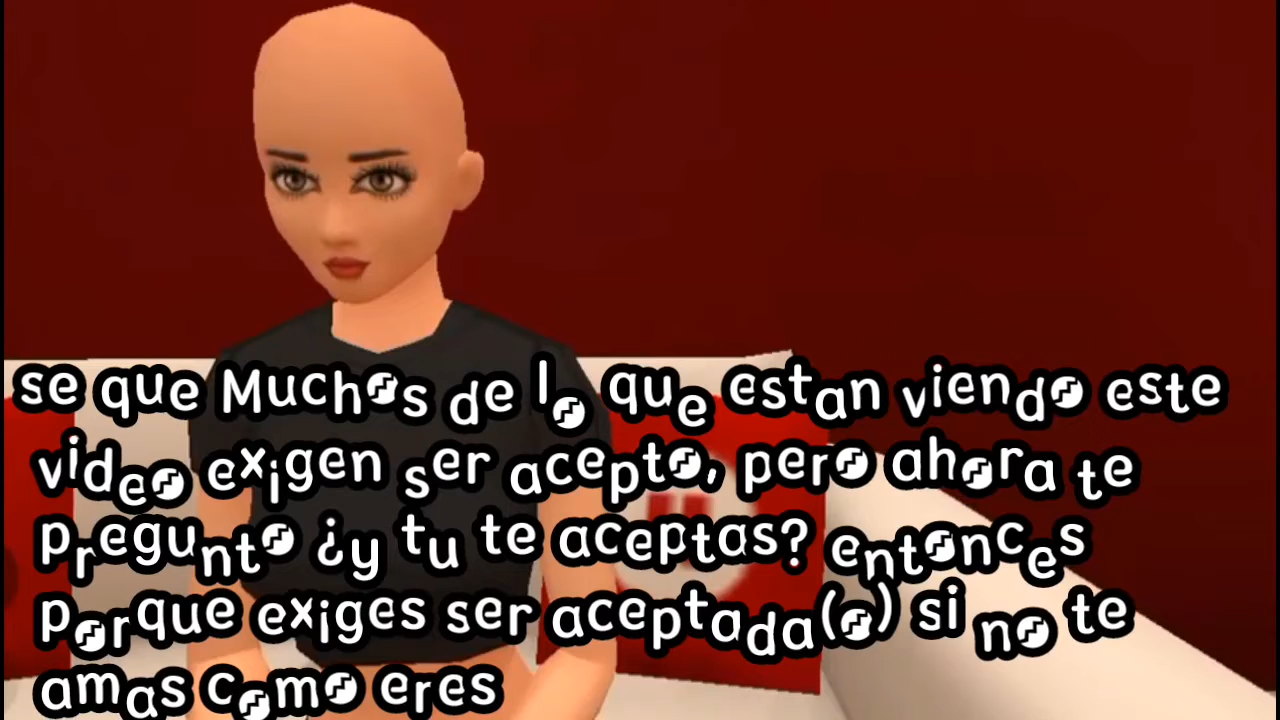 se que Muchos de lo que estan viendo este
video exigen ser acepto, pero ahora te
pregunto ¿y tu te aceptas? entonces
porque exiges ser aceptada(o) si no te
amas como eres